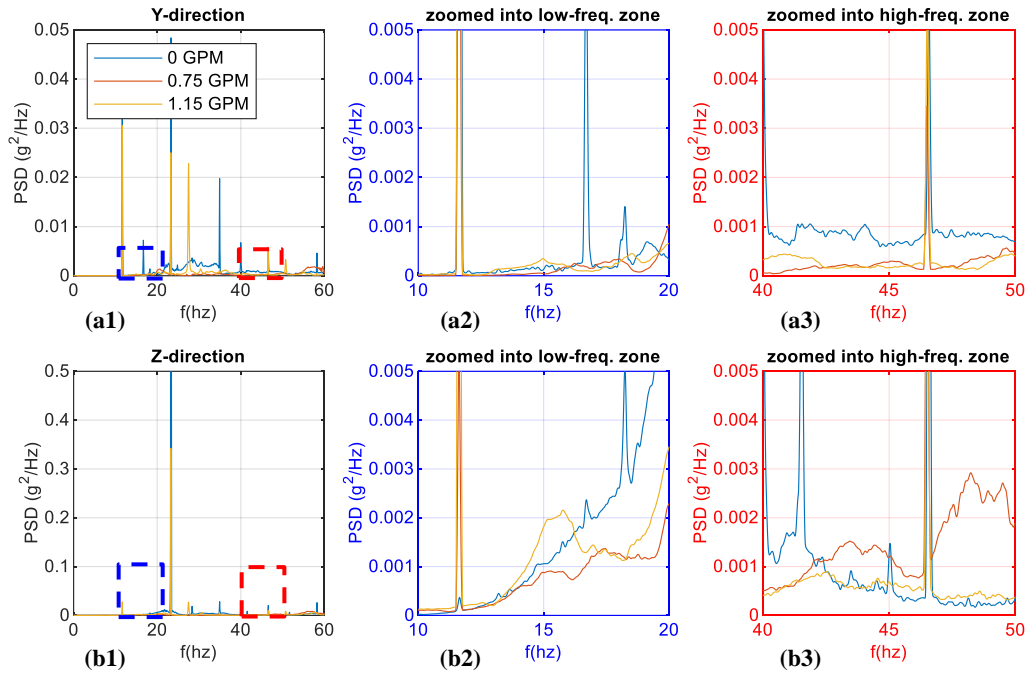 Y-direction
zoomed into low-freq. zone
zoomed into high-freq. zone
PSD (g²/Hz)
0.05
0.04
0.03
0.02
0.01
0
0 GPM
0.75 GPM
1.15 GPM
0 20 40 60
f(hz)
(a1)
PSD (g²/Hz)
0.005
0.004
0.003
0.002
0.001
0
10 15 20
f(hz)
(a2)
PSD (g²/Hz)
0.005
0.004
0.003
0.002
0.001
0
40 45 50
f(hz)
(a3)
Z-direction
zoomed into low-freq. zone
zoomed into high-freq. zone
PSD (g²/Hz)
0.5
0.4
0.3
0.2
0.1
0
0 20 40 60
f(hz)
(b1)
PSD (g²/Hz)
0.005
0.004
0.003
0.002
0.001
0
10 15 20
f(hz)
(b2)
PSD (g²/Hz)
0.005
0.004
0.003
0.002
0.001
0
40 45 50
f(hz)
(b3)